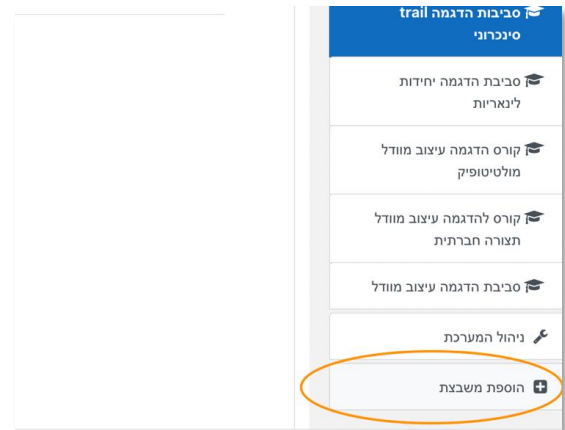 סביבות הדגמה trail
סינכרוני
סביבת הדגמה יחידות
לינאריות
קורס הדגמה עיצוב מוודל
מולטיטופיק
קורס להדגמה עיצוב מוודל
תצורה חברתית
סביבת הדגמה עיצוב מוודל
ניהול המערכת
הוספת משבצת